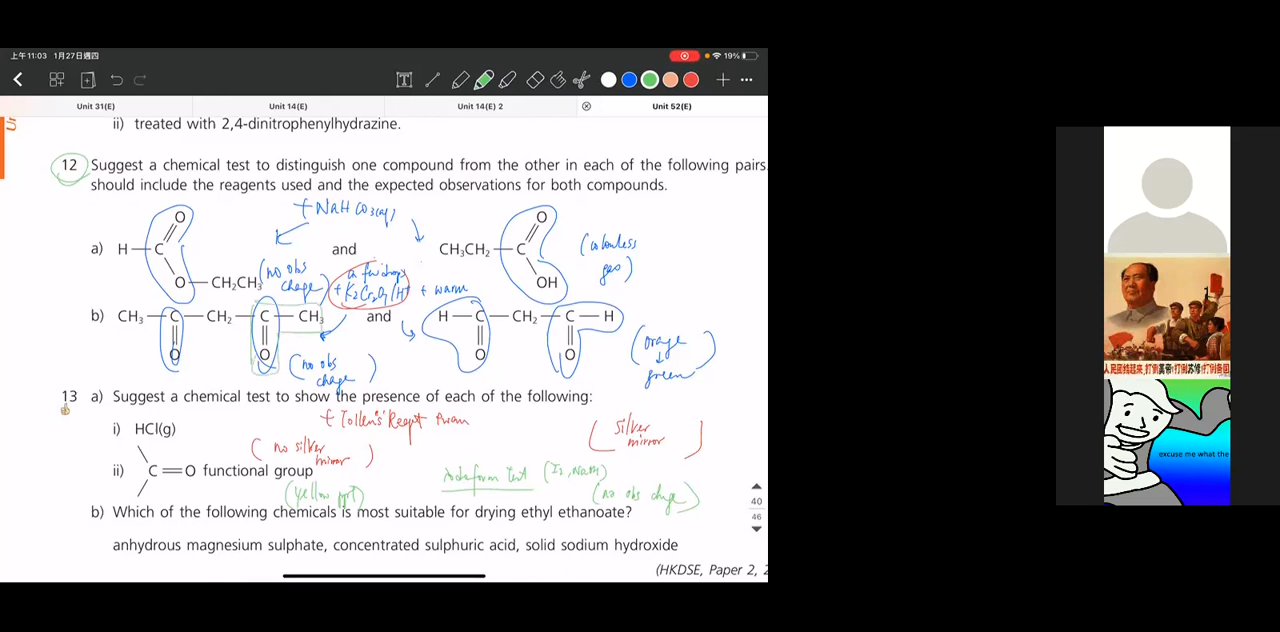 上午11:03 1月27日週四
19%
Unit 31(E)
Unit 14(E)
Unit 14(E) 2
Unit 52(E)
ii) treated with 2,4-dinitrophenylhydrazine.
12 Suggest a chemical test to distinguish one compound from the other in each of the following pairs
should include the reagents used and the expected observations for both compounds.
+ NaHCO3(aq)
a) H—C
O
O—CH2CH3
(no obs
change)
and
CH3CH2—C
O
OH
(colourless
gas)
a few drops
+ K2Cr2O7/H+ + warm
b) CH3—C—CH2—C—CH3
O
O
and
H—C—CH2—C—H
O
O
(no obs
change)
(orange
↓
green)
13 a) Suggest a chemical test to show the presence of each of the following:
+ Tollen's
i) HCl(g)
(no silver
mirror)
(silver
mirror)
ii) C=O functional group
(yellow ppt)
Iodoform test (I2, NaOH)
(no obs change)
b) Which of the following chemicals is most suitable for drying ethyl ethanoate?
anhydrous magnesium sulphate, concentrated sulphuric acid, solid sodium hydroxide
(HKDSE, Paper 2, 2
40
46
excuse me what the